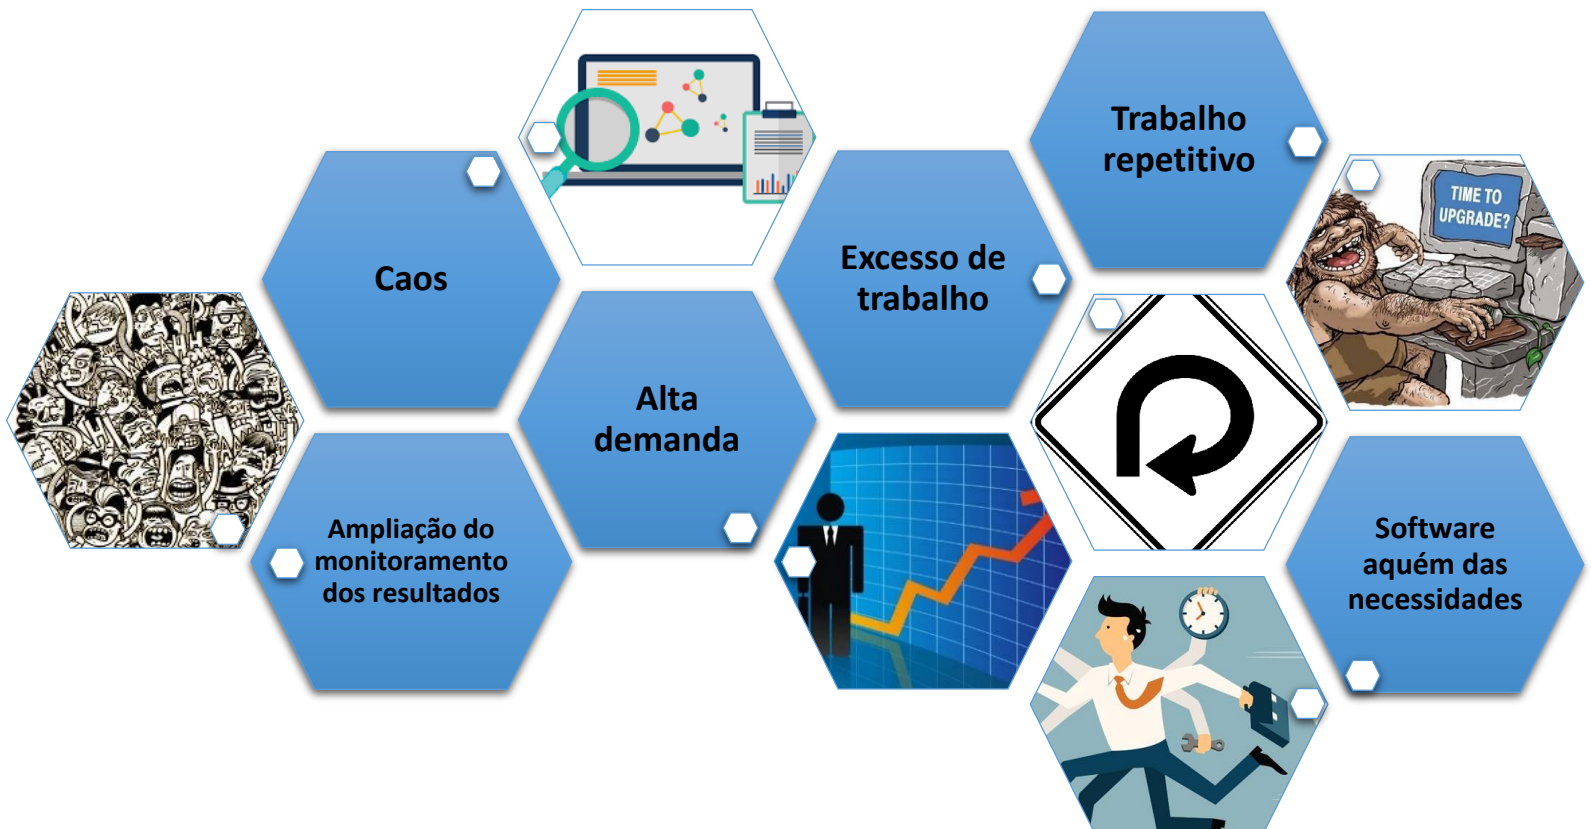 Caos
Ampliação do
monitoramento
dos resultados
Alta
demanda
Excesso de
trabalho
Trabalho
repetitivo
TIME TO
UPGRADE?
Software
aquém das
necessidades